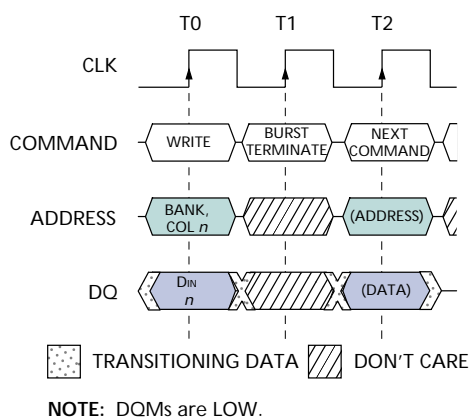 T0 T1 T2
CLK
COMMAND WRITE BURST TERMINATE NEXT COMMAND
ADDRESS BANK, COL n (ADDRESS)
DQ DIN n (DATA)
TRANSITIONING DATA DON'T CARE
NOTE: DQMs are LOW.